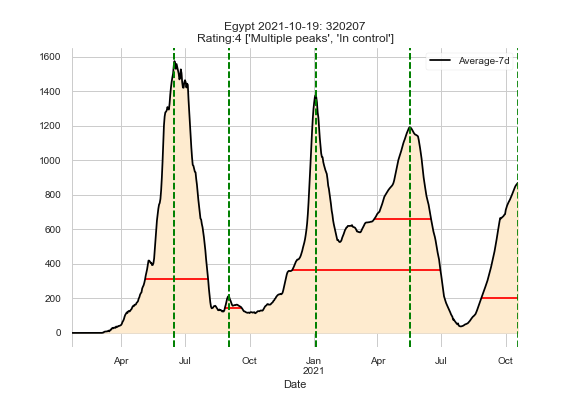 Egypt 2021-10-19: 320207
Rating:4 ['Multiple peaks', 'In control']
Average-7d
1600
1400
1200
1000
800
600
400
200
0
Apr Jul Oct Jan Apr Jul Oct
2021
Date